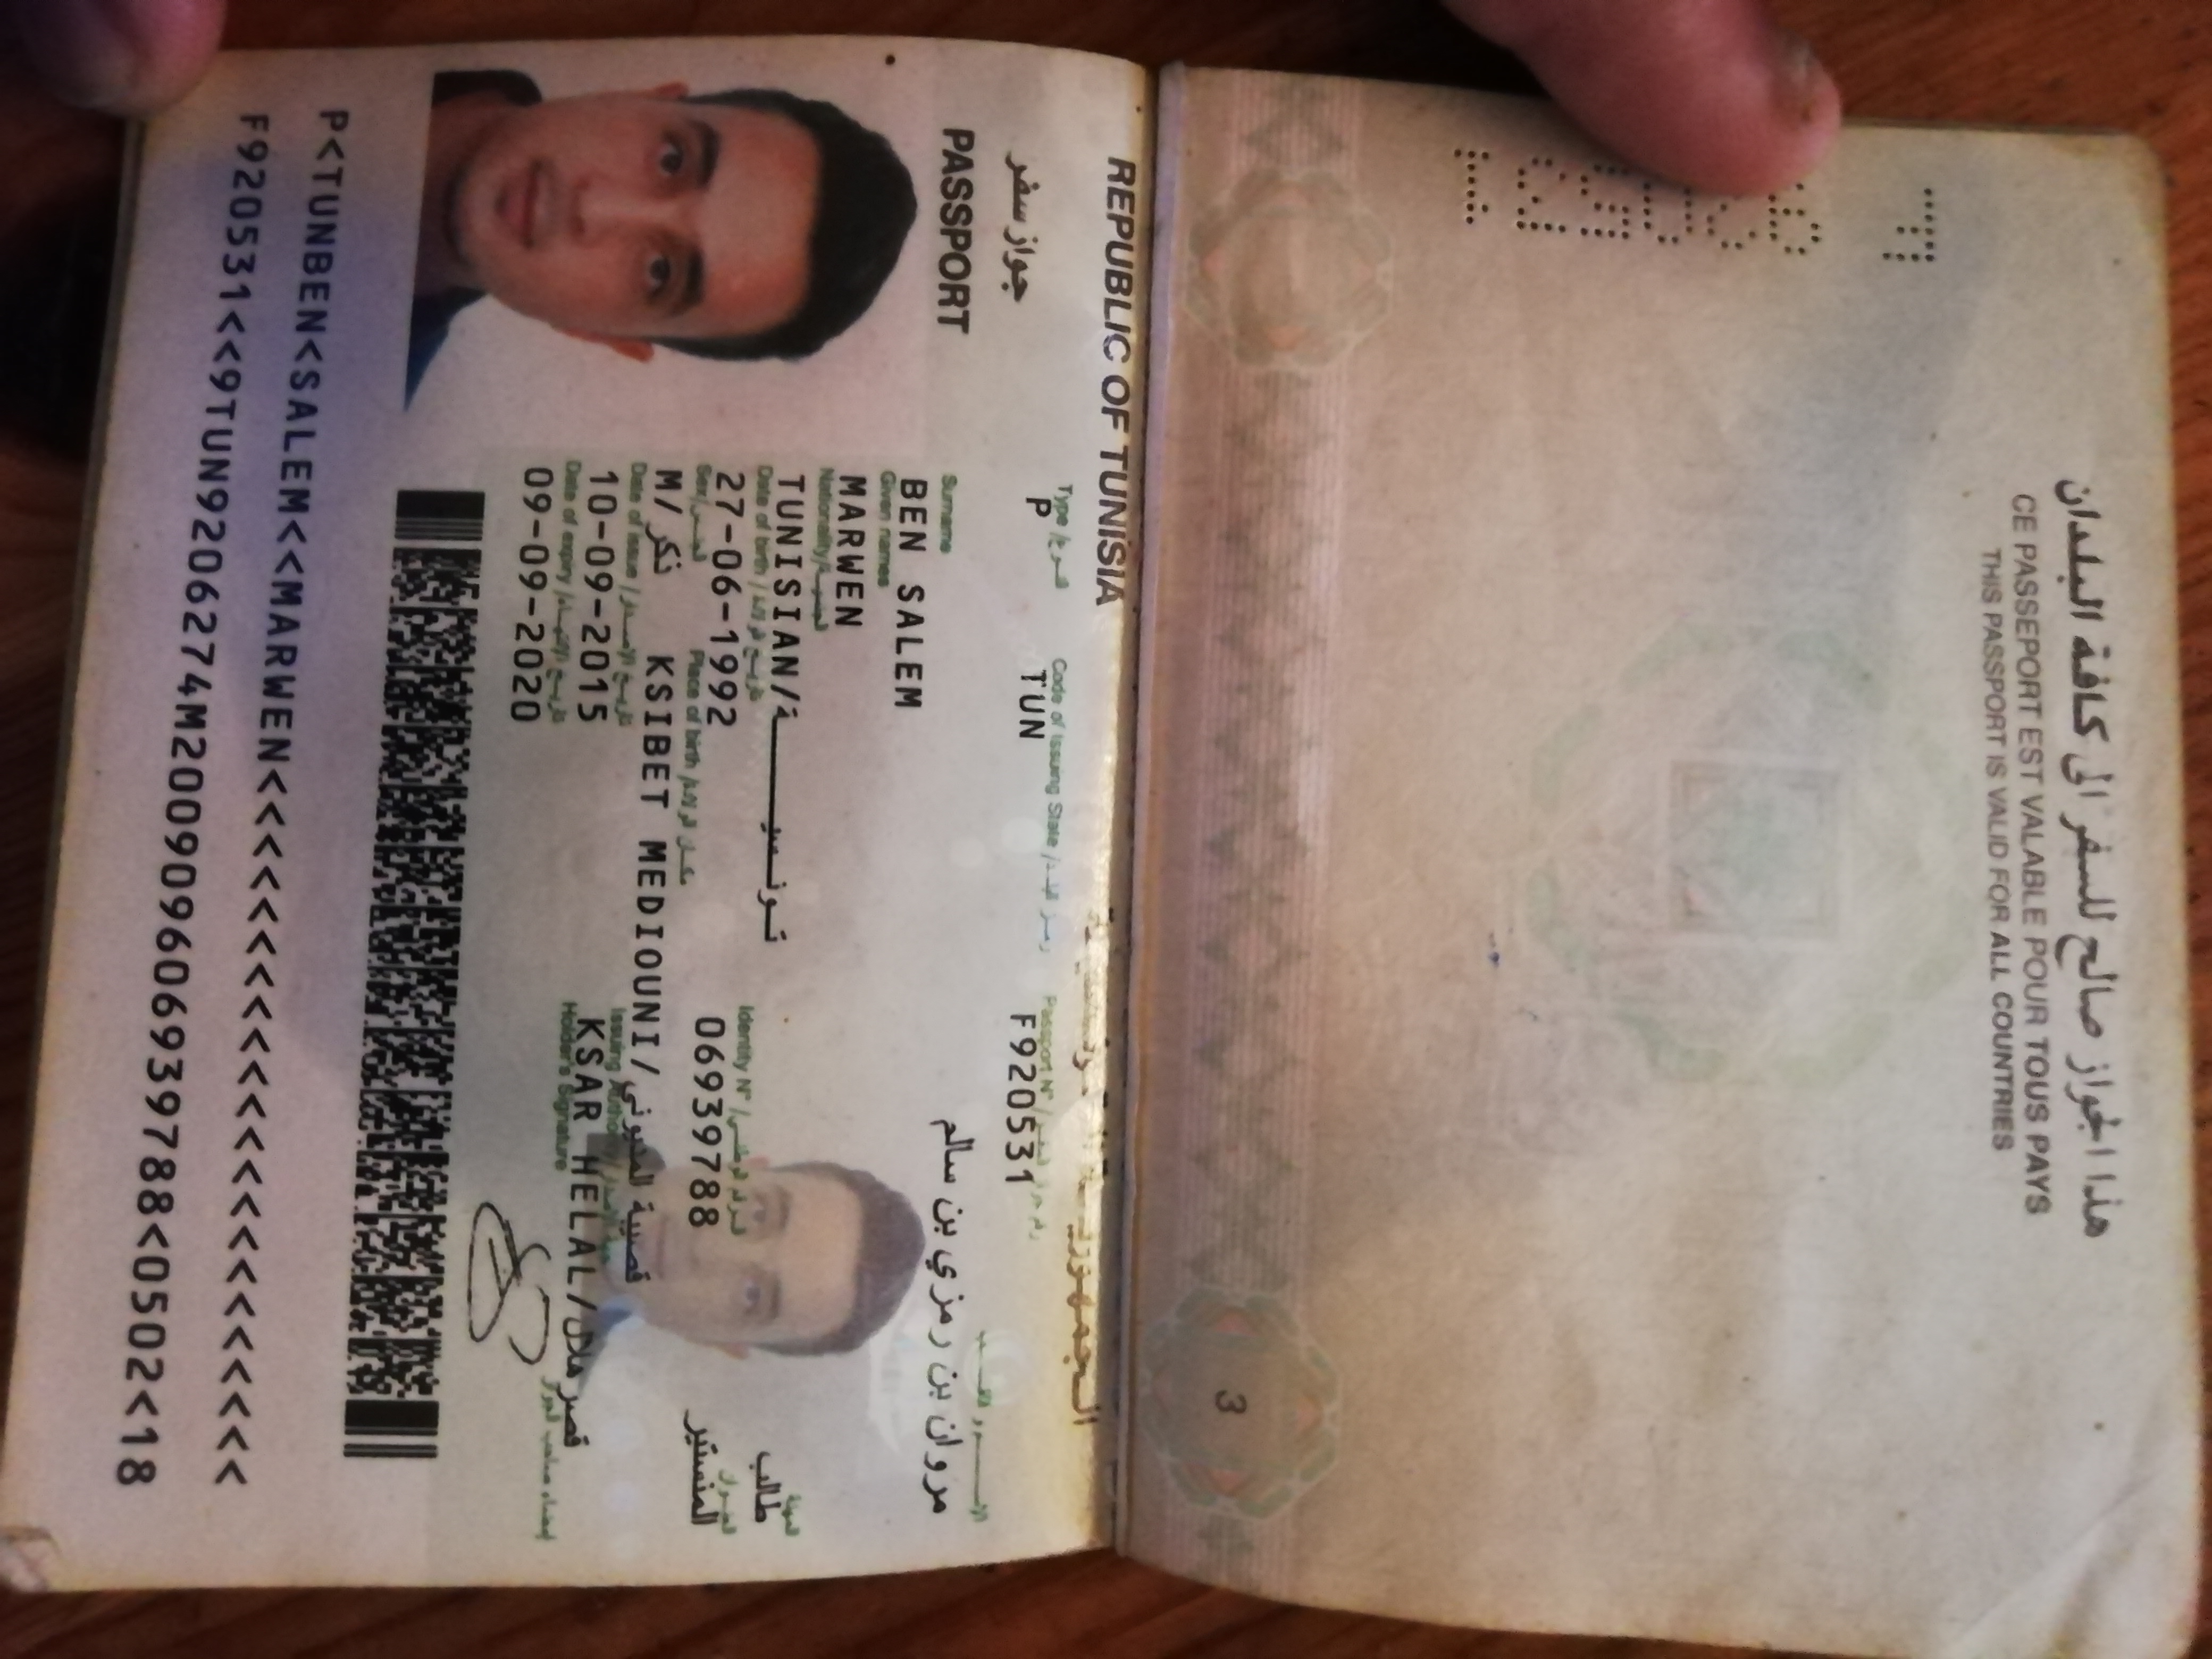 هذا الجواز صالح للسفر الى كافة البلدان
CE PASSEPORT EST VALABLE POUR TOUS PAYS
THIS PASSPORT IS VALID FOR ALL COUNTRIES
3
REPUBLIC OF TUNISIA
الجمهورية التونسية
Type/النوع
Code of Issuing State/رمز البلد
Passport N°/رقم جواز السفر
P
TUN
F920531
جواز سفر
الاسم و اللقب
PASSPORT
مروان بن رمزي بن سالم
Surname
BEN SALEM
Given names
MARWEN
Nationality/الجنسية
TUNISIAN/تونسية
المهنة
طالب
Date of birth/تاريخ الولادة
Identity N°/الرقم الوطني
العنوان
27-06-1992
06939788
المنستير
Sex/الجنس
Place of birth/مكان الولادة
M/ذكر
KSIBET MEDIOUNI/قصيبة المديوني
Date of issue/تاريخ الإصدار
Issuing Authority/جهة الإصدار
10-09-2015
KSAR HELAL/قصر هلال
Date of expiry/تاريخ الإنتهاء
Holder's Signature
إمضاء صاحب الجواز
09-09-2020
P<TUNBEN<SALEM<<MARWEN<<<<<<<<<<<<<<<<<<<<<<
F920531<<9TUN9206274M200909606939788<0502<18